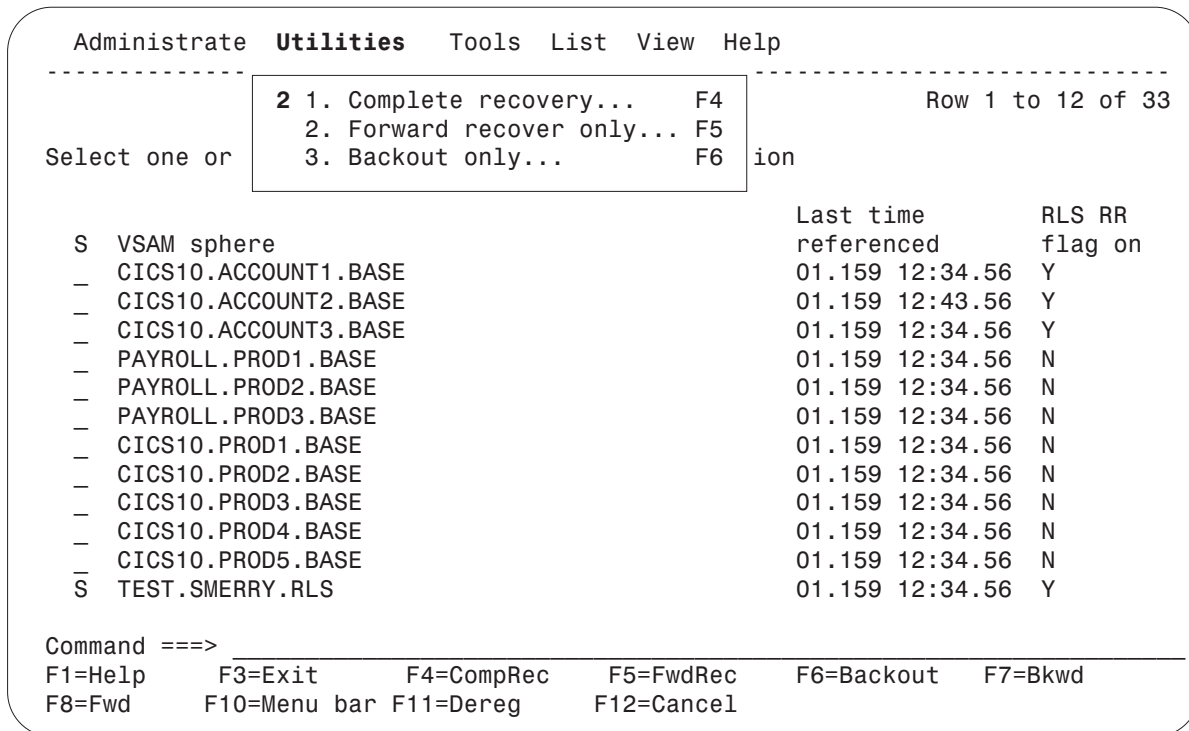 Administrate Utilities Tools List View Help
2 1. Complete recovery... F4 Row 1 to 12 of 33
2. Forward recover only... F5
Select one or 3. Backout only... F6 ion
Last time RLS RR
S VSAM sphere referenced flag on
_ CICS10.ACCOUNT1.BASE 01.159 12:34.56 Y
_ CICS10.ACCOUNT2.BASE 01.159 12:43.56 Y
_ CICS10.ACCOUNT3.BASE 01.159 12:34.56 Y
_ PAYROLL.PROD1.BASE 01.159 12:34.56 N
_ PAYROLL.PROD2.BASE 01.159 12:34.56 N
_ PAYROLL.PROD3.BASE 01.159 12:34.56 N
_ CICS10.PROD1.BASE 01.159 12:34.56 N
_ CICS10.PROD2.BASE 01.159 12:34.56 N
_ CICS10.PROD3.BASE 01.159 12:34.56 N
_ CICS10.PROD4.BASE 01.159 12:34.56 N
_ CICS10.PROD5.BASE 01.159 12:34.56 N
S TEST.SMERRY.RLS 01.159 12:34.56 Y
Command ===>
F1=Help F3=Exit F4=CompRec F5=FwdRec F6=Backout F7=Bkwd
F8=Fwd F10=Menu bar F11=Dereg F12=Cancel